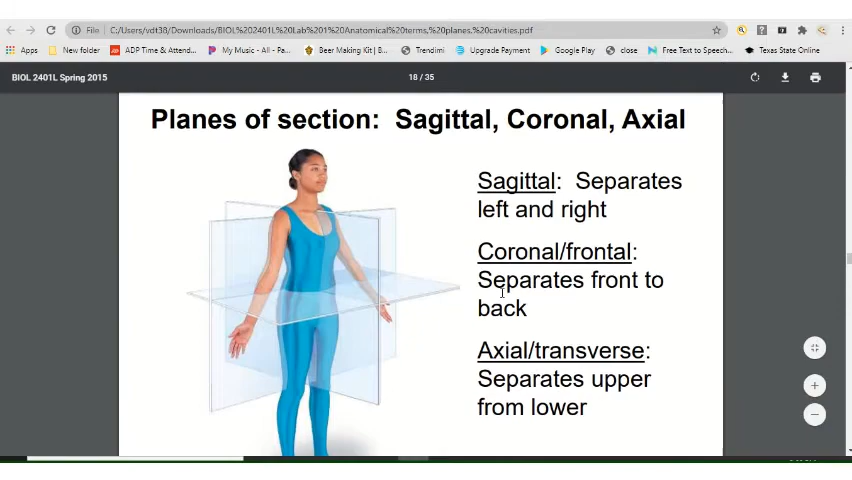 File
C:/Users/vdt38/Downloads/BIOL%202401L%20Lab%201%20Anatomical%20terms,planes.%20cavities.pdf
Apps New folder ADP Time & Attend... My Music - All - Pa... Beer Making Kit | B... Trendimi Upgrade Payment Google Play close Free Text to Speech... Texas State Online
BIOL 2401L Spring 2015
18 / 35
Planes of section: Sagittal, Coronal, Axial
Sagittal: Separates
left and right
Coronal/frontal:
Separates front to
back
Axial/transverse:
Separates upper
from lower